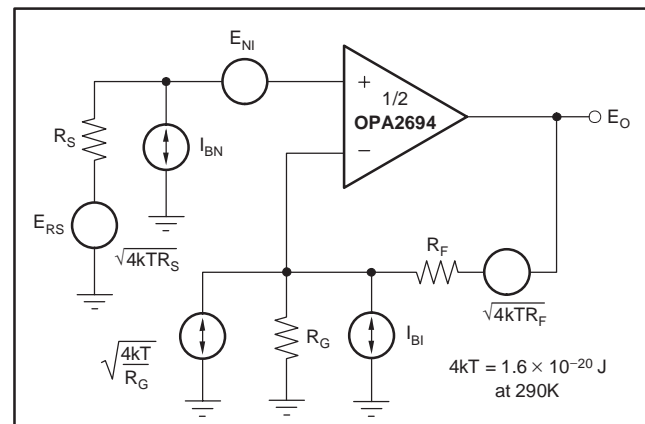 E_NI
+
1/2
OPA2694
−
E_O
R_S
I_BN
E_RS
√4kTR_S
R_F
√4kTR_F
√4kT/R_G
R_G
I_BI
4kT = 1.6 × 10⁻²⁰ J
at 290K